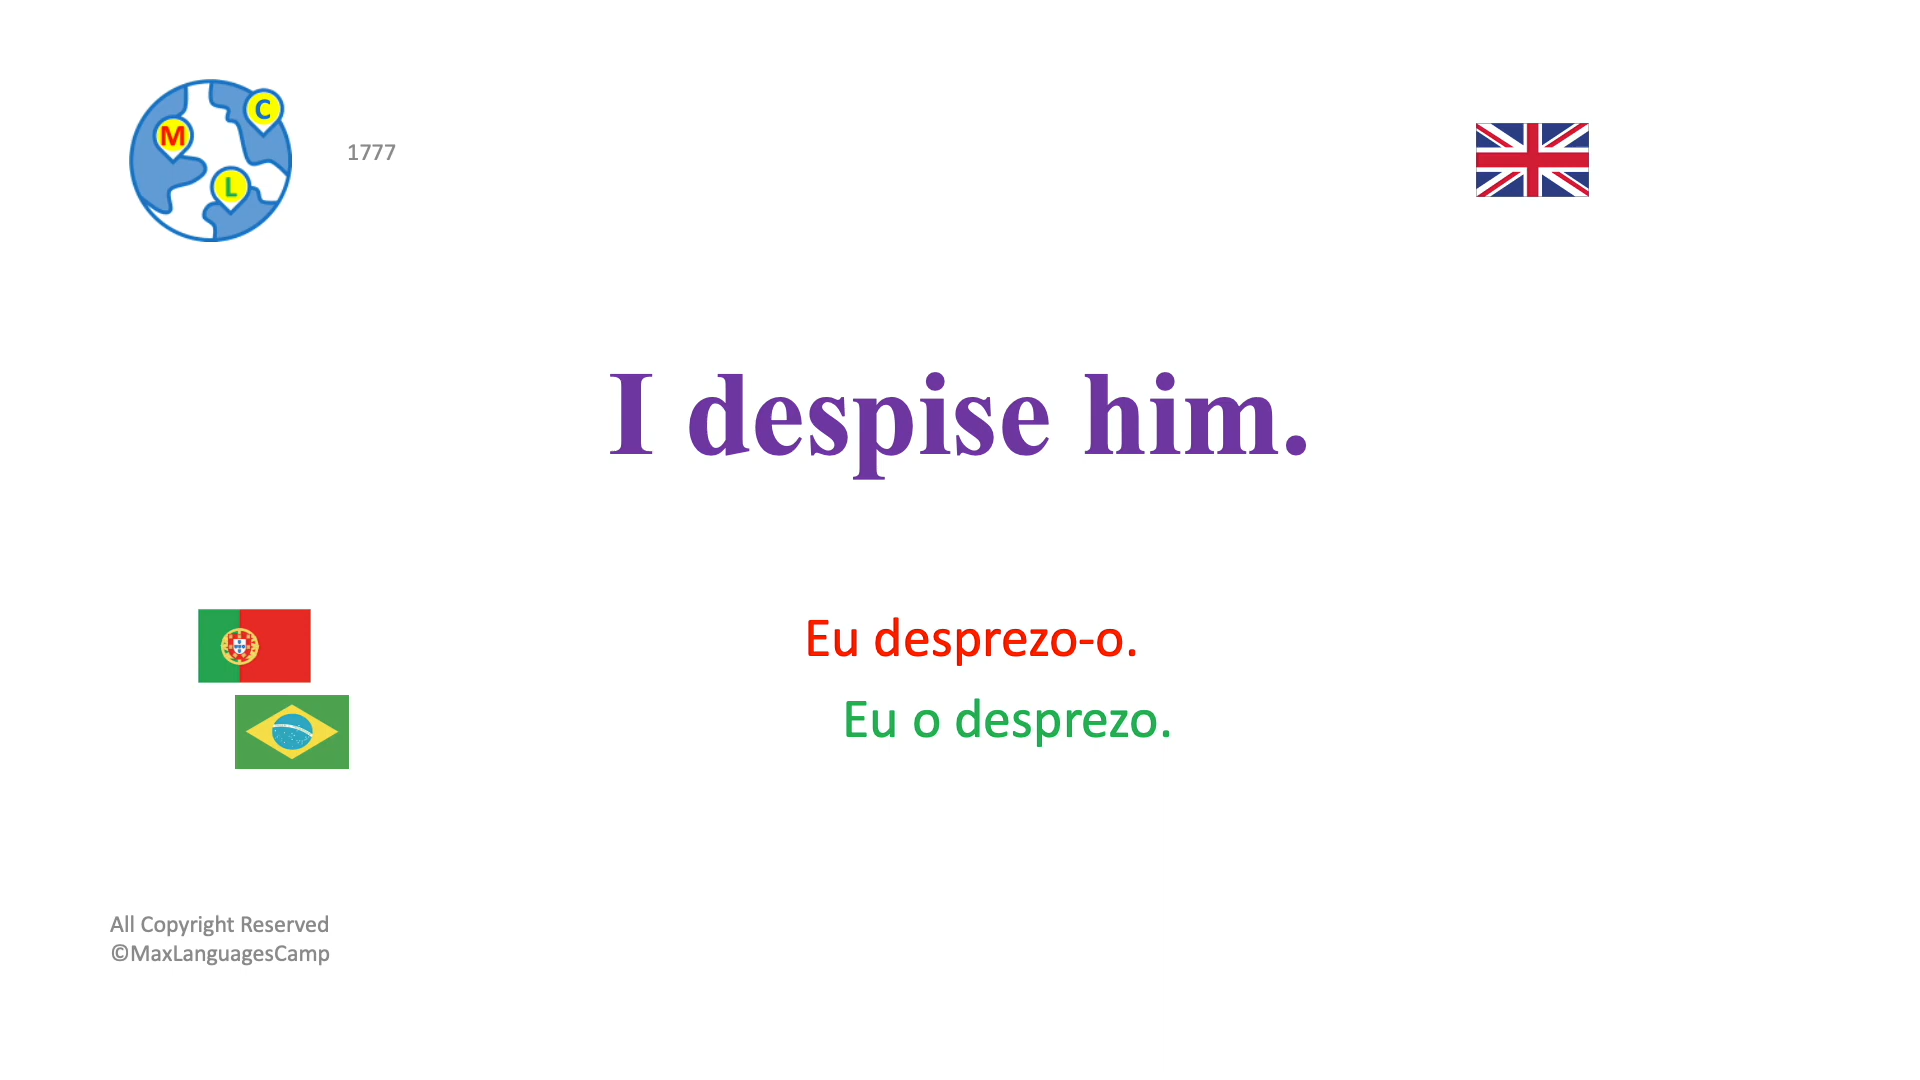 M
C
L
1777
I despise him.
Eu desprezo-o.
Eu o desprezo.
All Copyright Reserved
©MaxLanguagesCamp